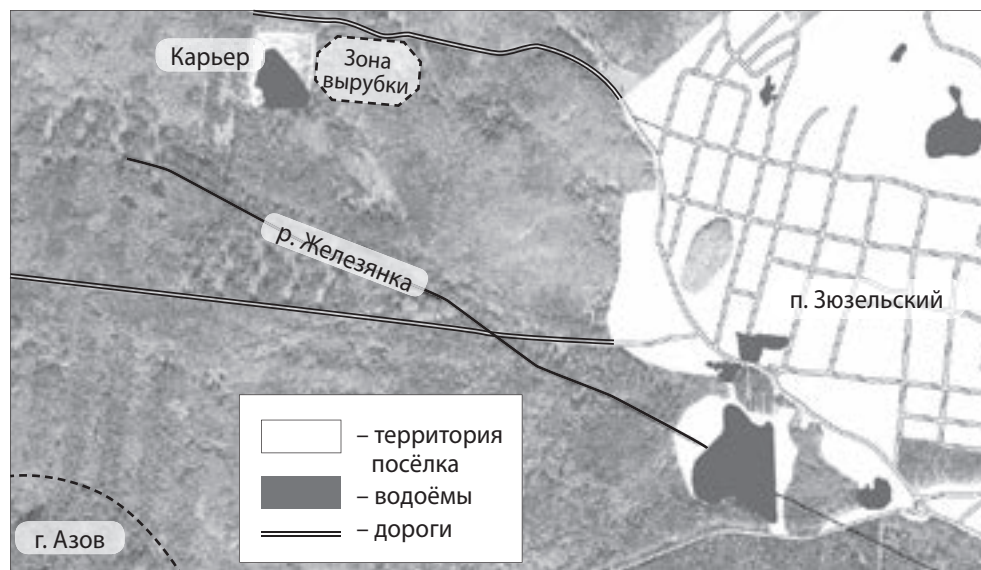 Карьер
Зона
вырубки
р. Железянка
п. Зюзельский
– территория
посёлка
– водоёмы
– дороги
г. Азов